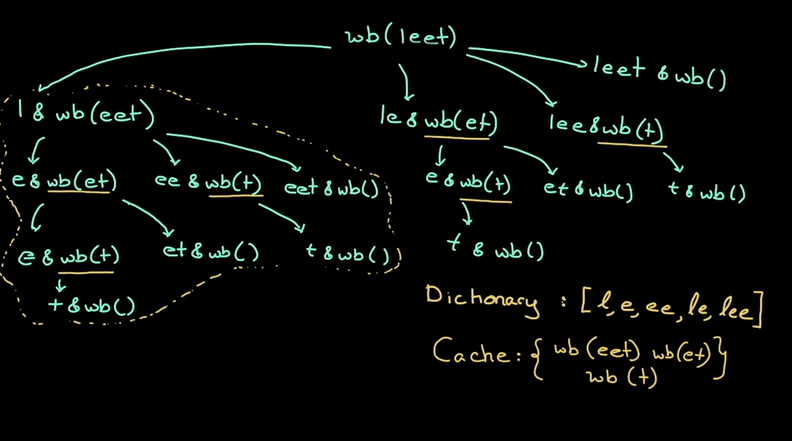 wb(leet)
leet & wb()
l & wb(eet)
le & wb(et)
lee & wb(t)
e & wb(et)
ee & wb(t)
eet & wb()
e & wb(t)
et & wb()
t & wb()
e & wb(t)
et & wb()
t & wb()
t & wb()
t & wb()
Dichonary : [l, e, ee, le, lee]
Cache : { wb(eet) wb(et) }
wb(t)